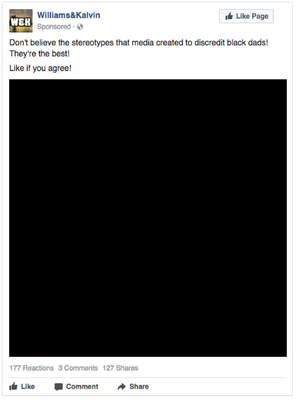 W&K
Williams&Kalvin
Sponsored ·
Like Page
Don't believe the stereotypes that media created to discredit black dads!
They're the best!
Like if you agree!
177 Reactions 3 Comments 127 Shares
Like Comment Share